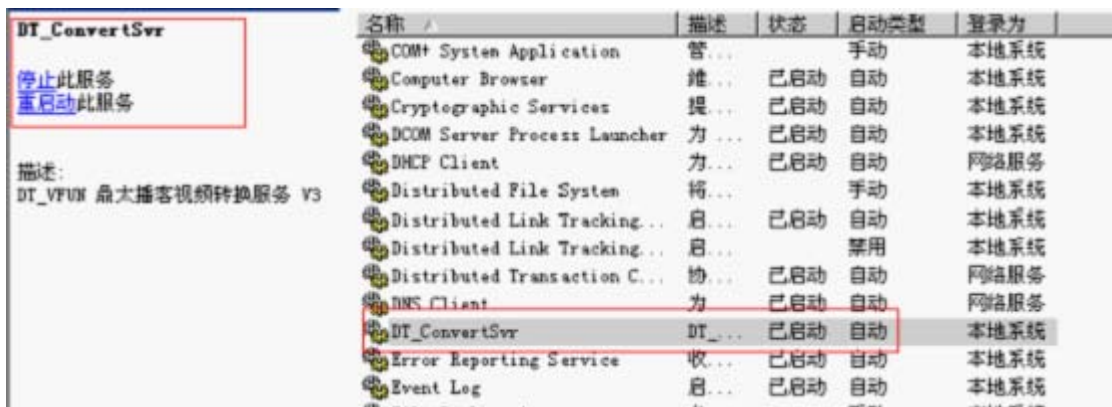 DT_ConvertSvr
停止此服务
重启动此服务
描述:
DT_VFUN 鼎太播客视频转换服务 V3
名称 描述 状态 启动类型 登录为
COM+ System Application 管... 手动 本地系统
Computer Browser 维... 已启动 自动 本地系统
Cryptographic Services 提... 已启动 自动 本地系统
DCOM Server Process Launcher 为... 已启动 自动 本地系统
DHCP Client 为... 已启动 自动 网络服务
Distributed File System 将... 手动 本地系统
Distributed Link Tracking... 启... 已启动 自动 本地系统
Distributed Link Tracking... 启... 禁用 本地系统
Distributed Transaction C... 协... 已启动 自动 网络服务
DNS Client 为... 已启动 自动 网络服务
DT_ConvertSvr DT_... 已启动 自动 本地系统
Error Reporting Service 收... 已启动 自动 本地系统
Event Log 启... 已启动 自动 本地系统